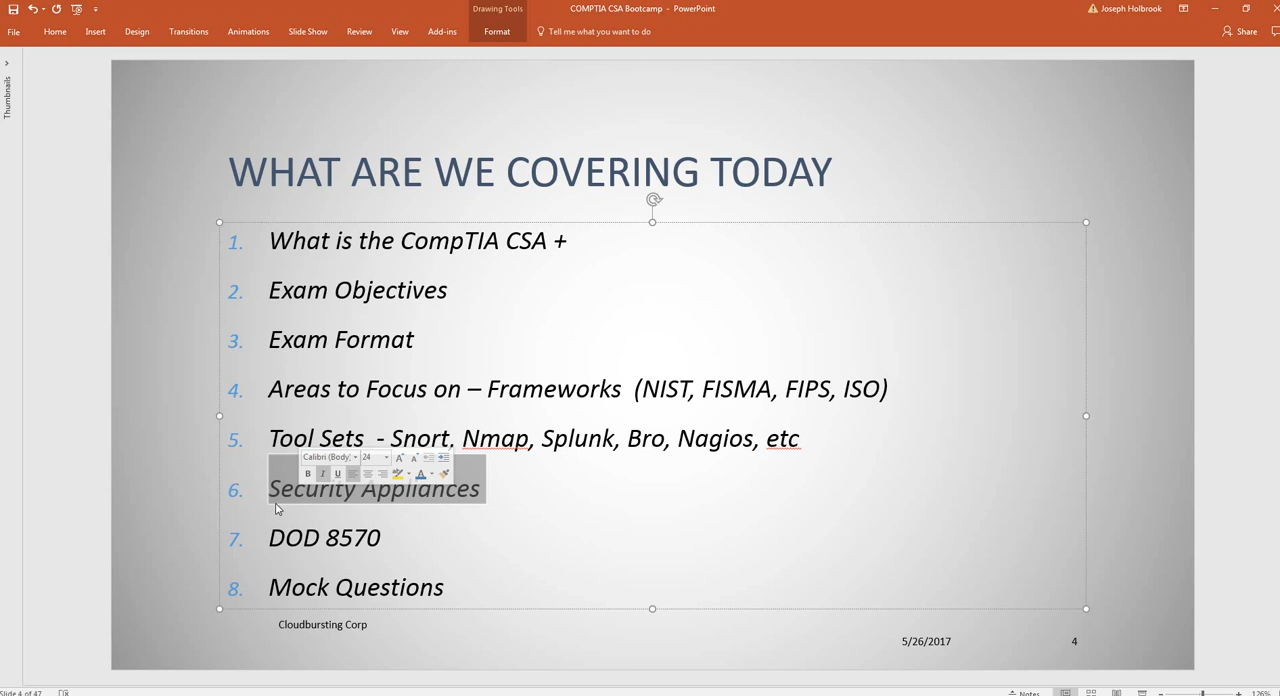 Drawing Tools
COMPTIA CSA Bootcamp - PowerPoint
Joseph Holbrook
File Home Insert Design Transitions Animations Slide Show Review View Add-ins Format Tell me what you want to do Share
Thumbnails
WHAT ARE WE COVERING TODAY
1. What is the CompTIA CSA +
2. Exam Objectives
3. Exam Format
4. Areas to Focus on – Frameworks (NIST, FISMA, FIPS, ISO)
5. Tool Sets - Snort. Nmap, Splunk, Bro, Nagios, etc
Calibri (Body) 24
B I U A
6. Security Appliances
7. DOD 8570
8. Mock Questions
Cloudbursting Corp
5/26/2017 4
Slide 4 of 47 Notes 126%